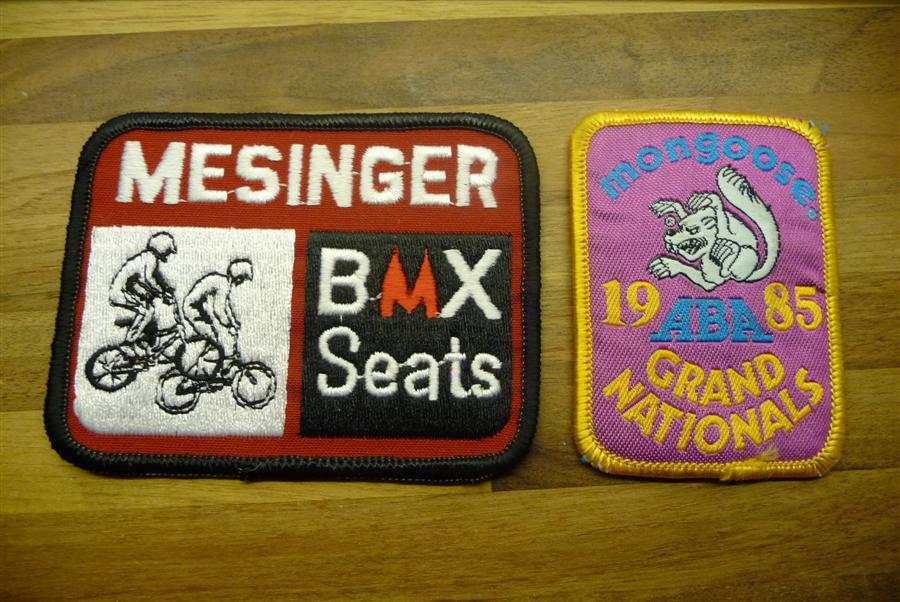 MESINGER
BMX
Seats
mongoose.
19 ABA 85
GRAND
NATIONALS